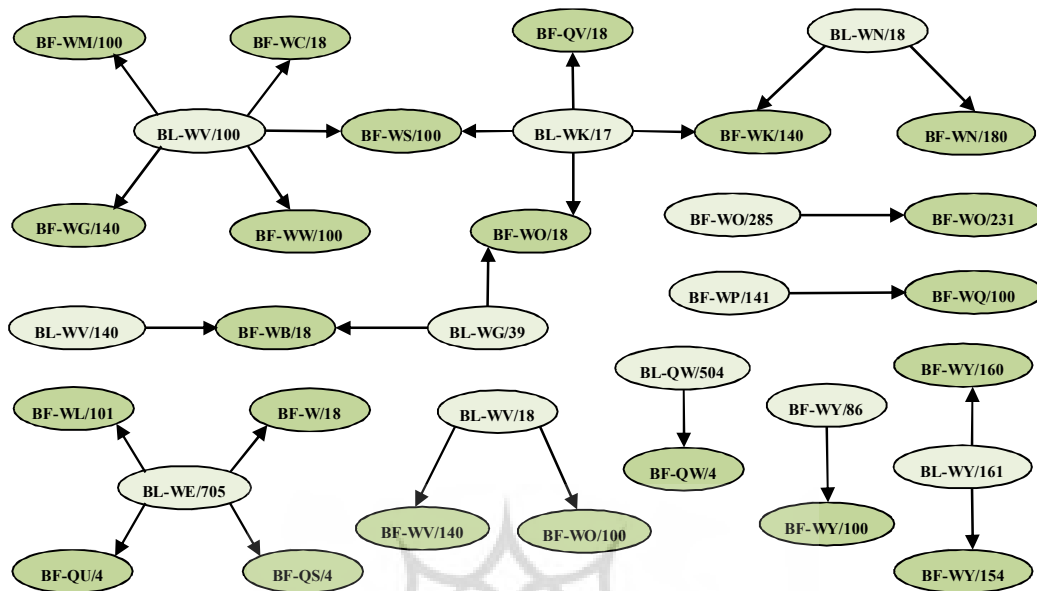 BF-WM/100
BF-WC/18
BF-QV/18
BL-WN/18
BL-WV/100
BF-WS/100
BL-WK/17
BF-WK/140
BF-WN/180
BF-WG/140
BF-WW/100
BF-WO/18
BF-WO/285
BF-WO/231
BF-WP/141
BF-WQ/100
BL-WV/140
BF-WB/18
BL-WG/39
BL-QW/504
BF-WY/160
BF-WL/101
BF-W/18
BL-WV/18
BF-WY/86
BF-QW/4
BL-WY/161
BL-WE/705
BF-WV/140
BF-WO/100
BF-WY/100
BF-QU/4
BF-QS/4
BF-WY/154